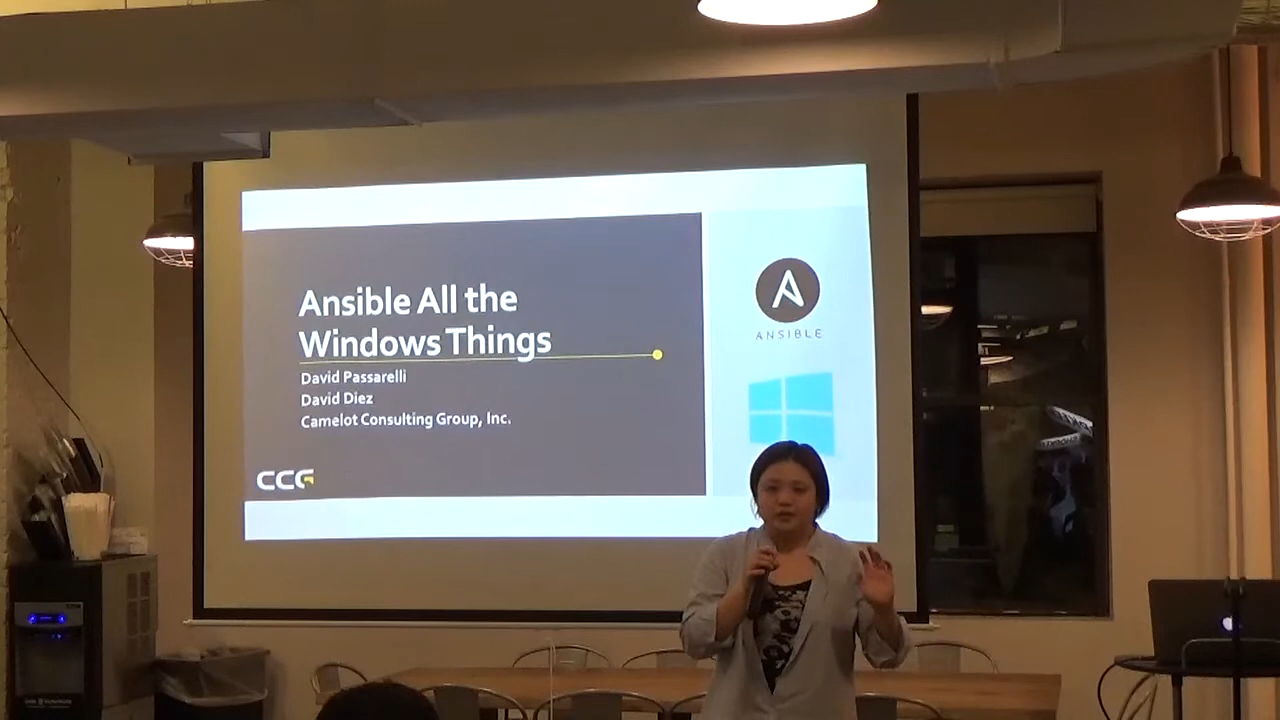 Ansible All the
Windows Things
David Passarelli
David Diez
Camelot Consulting Group, Inc.
CCG
ANSIBLE